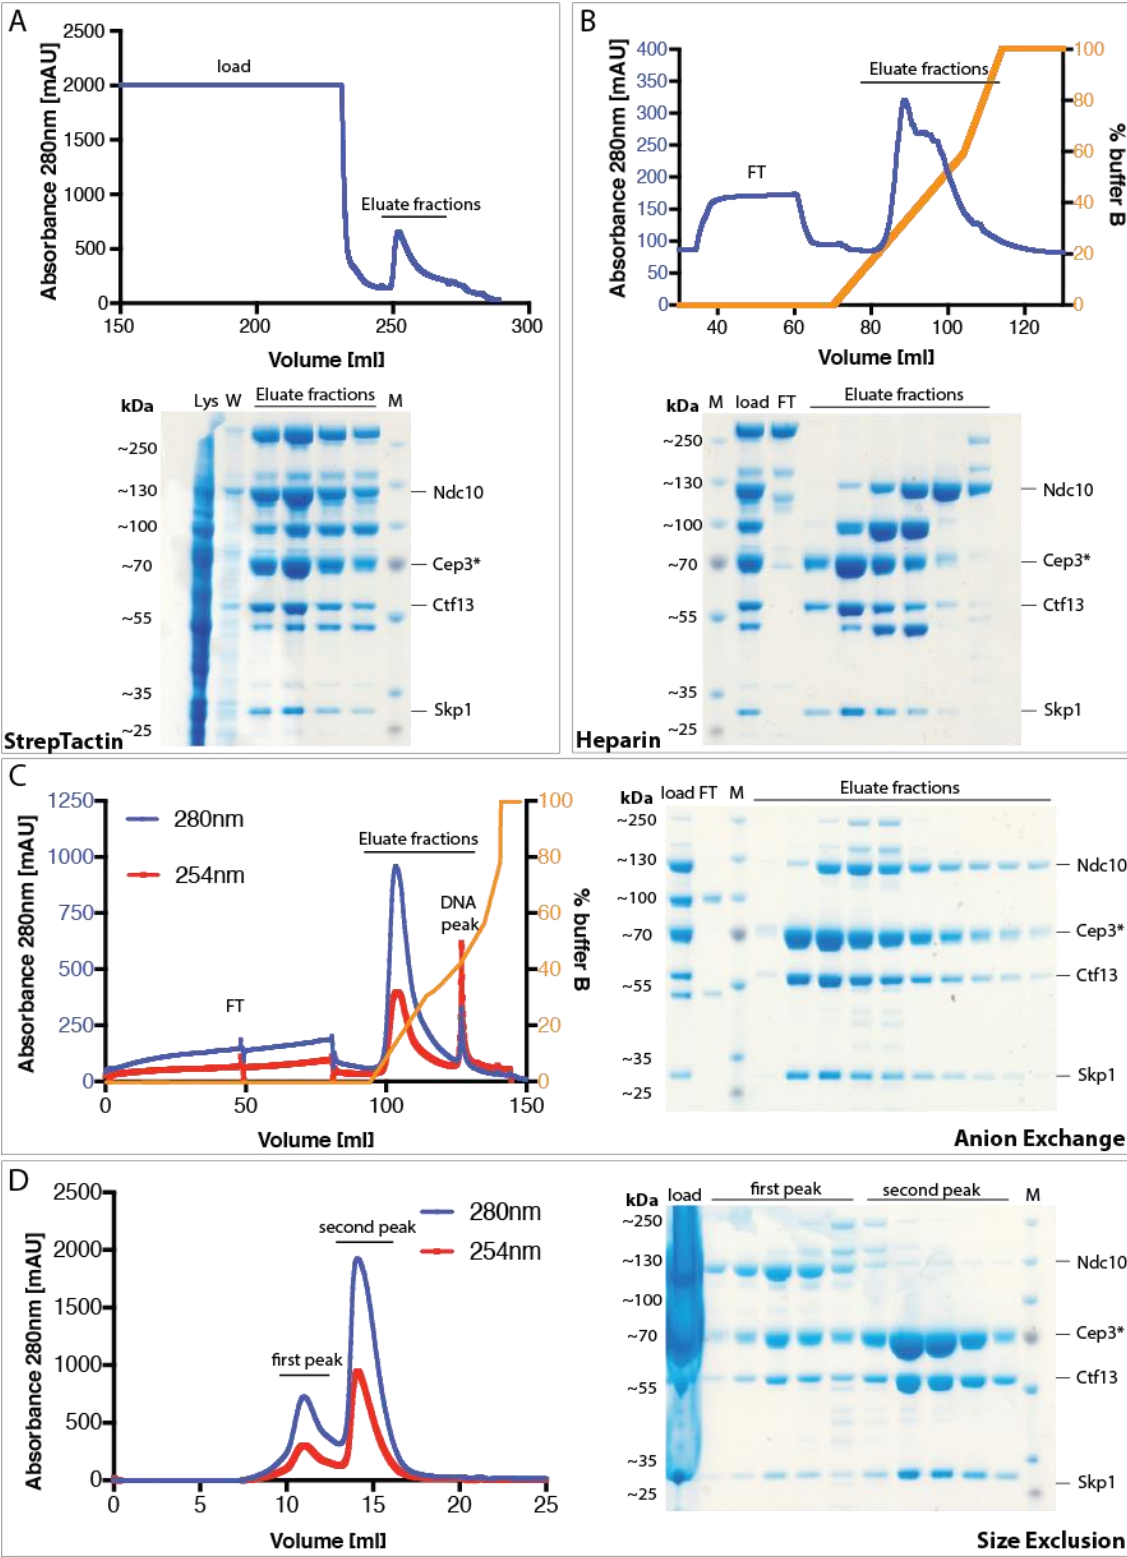 A
2500
2000
1500
1000
500
0
Absorbance 280nm [mAU]
load
Eluate fractions
150
200
250
300
Volume [ml]
kDa
Lys W
Eluate fractions
M
~250
~130
~100
~70
~55
~35
~25
Ndc10
Cep3*
Ctf13
Skp1
StrepTactin
B
400
350
300
250
200
150
100
50
0
Absorbance 280nm [mAU]
FT
Eluate fractions
100
80
60
40
20
0
% buffer B
40
60
80
100
120
Volume [ml]
kDa
M load FT
Eluate fractions
~250
~130
~100
~70
~55
~35
~25
Ndc10
Cep3*
Ctf13
Skp1
Heparin
C
1250
1000
750
500
250
0
Absorbance 280nm [mAU]
280nm
254nm
FT
Eluate fractions
DNA
peak
100
80
60
40
20
0
% buffer B
0
50
100
150
Volume [ml]
kDa
load FT M
Eluate fractions
~250
~130
~100
~70
~55
~35
~25
Ndc10
Cep3*
Ctf13
Skp1
Anion Exchange
D
2500
2000
1500
1000
500
0
Absorbance 280nm [mAU]
280nm
254nm
second peak
first peak
0
5
10
15
20
25
Volume [ml]
kDa
load
first peak
second peak
M
~250
~130
~100
~70
~55
~35
~25
Ndc10
Cep3*
Ctf13
Skp1
Size Exclusion